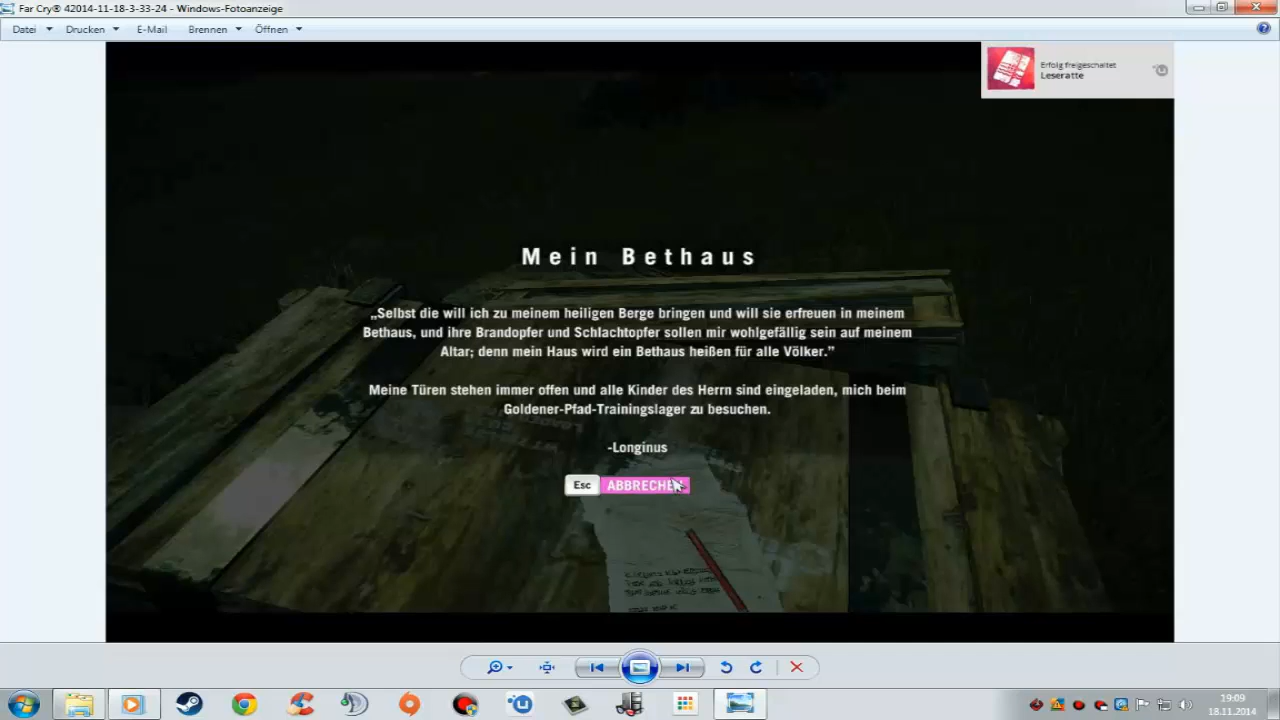 Far Cry® 42014-11-18-3-33-24 - Windows-Fotoanzeige
Datei Drucken E-Mail Brennen Öffnen
Erfolg freigeschaltet
Leseratte
Mein Bethaus
„Selbst die will ich zu meinem heiligen Berge bringen und will sie erfreuen in meinem
Bethaus, und ihre Brandopfer und Schlachtopfer sollen mir wohlgefällig sein auf meinem
Altar; denn mein Haus wird ein Bethaus heißen für alle Völker.”
Meine Türen stehen immer offen und alle Kinder des Herrn sind eingeladen, mich beim
Goldener-Pfad-Trainingslager zu besuchen.
-Longinus
Esc ABBRECHEN
19:09
18.11.2014